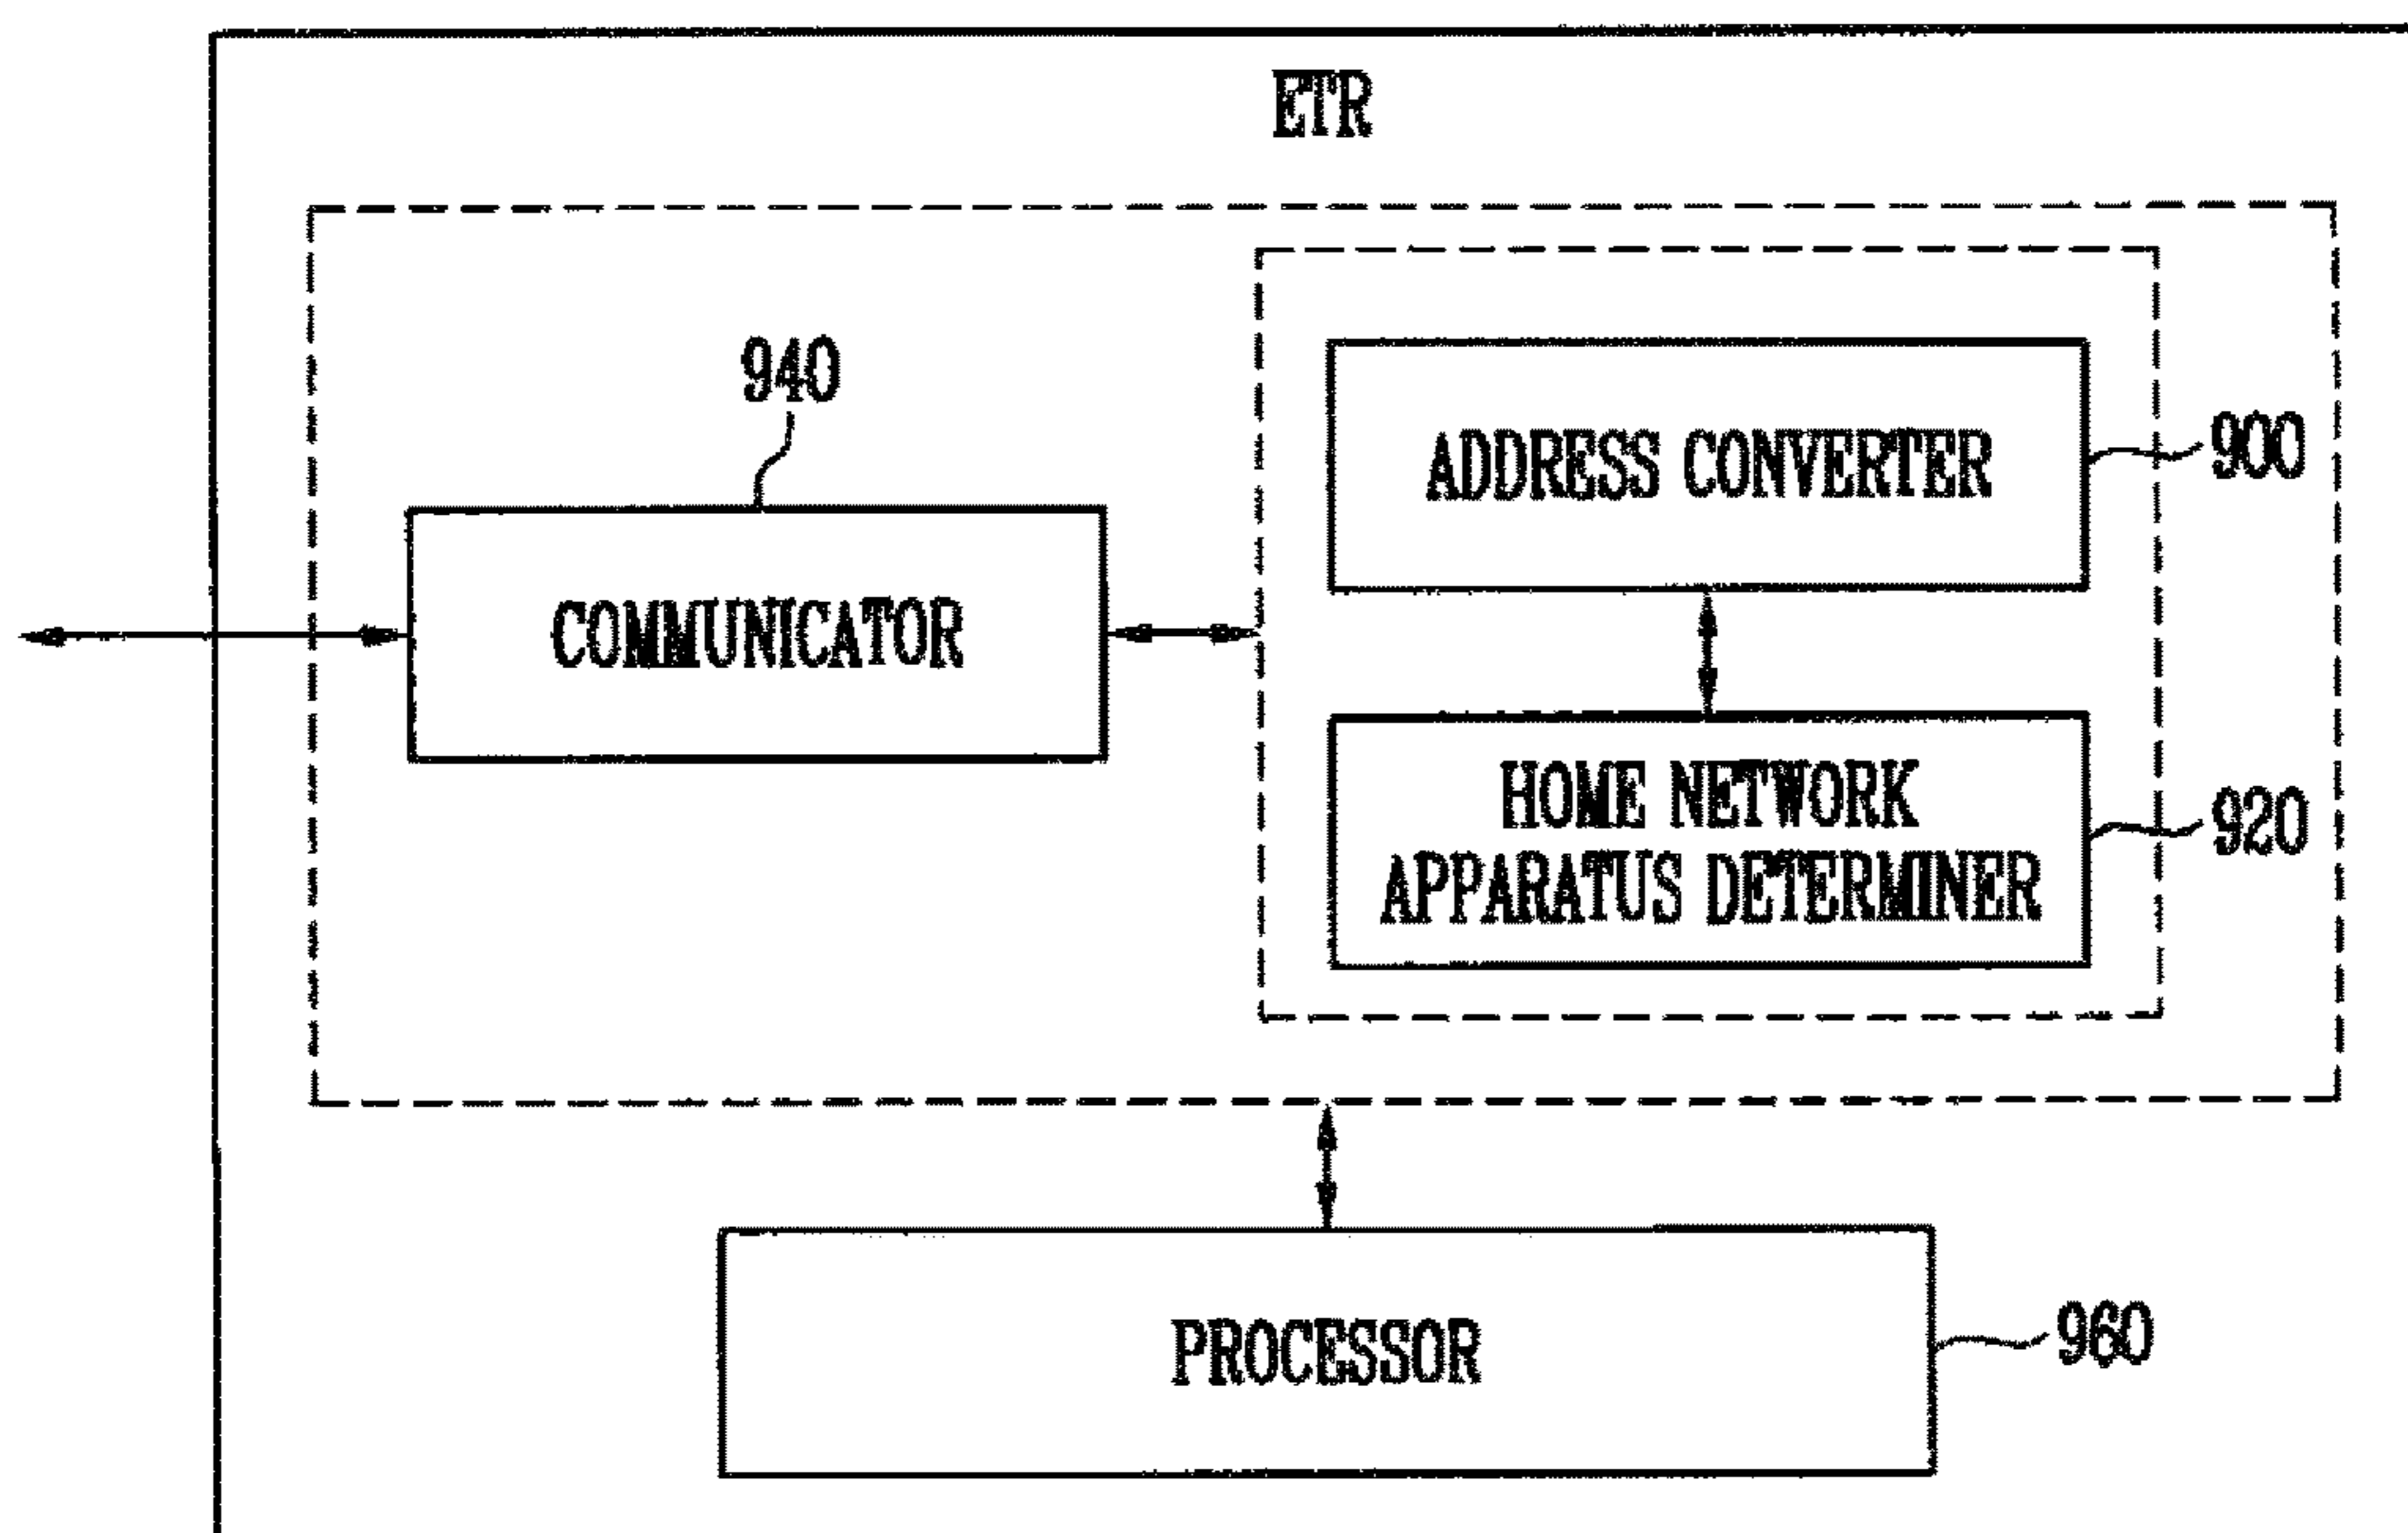 ETR
940
COMMUNICATOR
ADDRESS CONVERTER
900
HOME NETWORK
APPARATUS DETERMINER
920
PROCESSOR
960